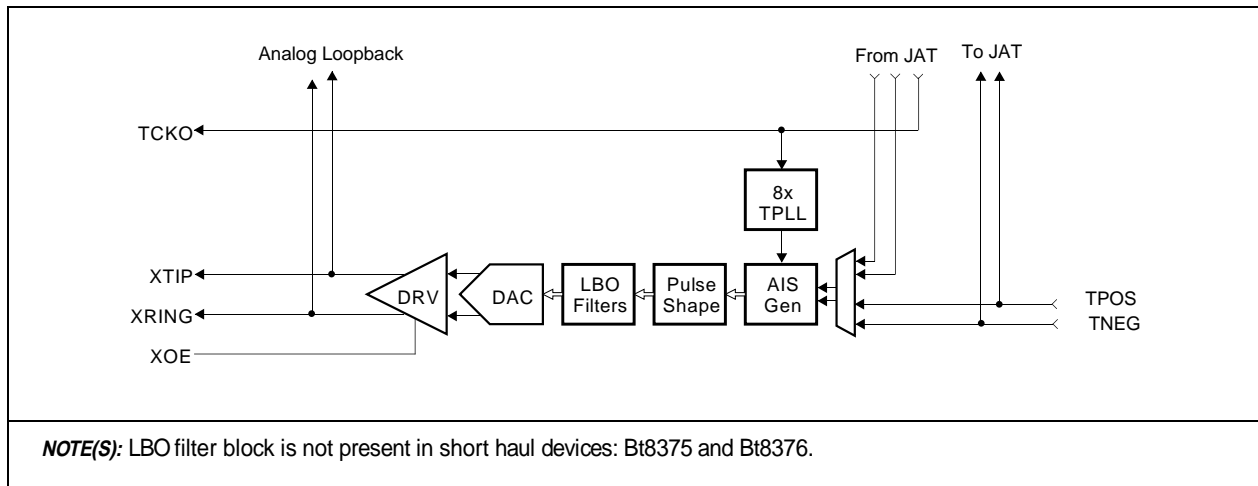 Analog Loopback
From JAT
To JAT
TCKO
8x
TPLL
XTIP
XRING
XOE
DRV
DAC
LBO
Filters
Pulse
Shape
AIS
Gen
TPOS
TNEG
NOTE(S): LBO filter block is not present in short haul devices: Bt8375 and Bt8376.